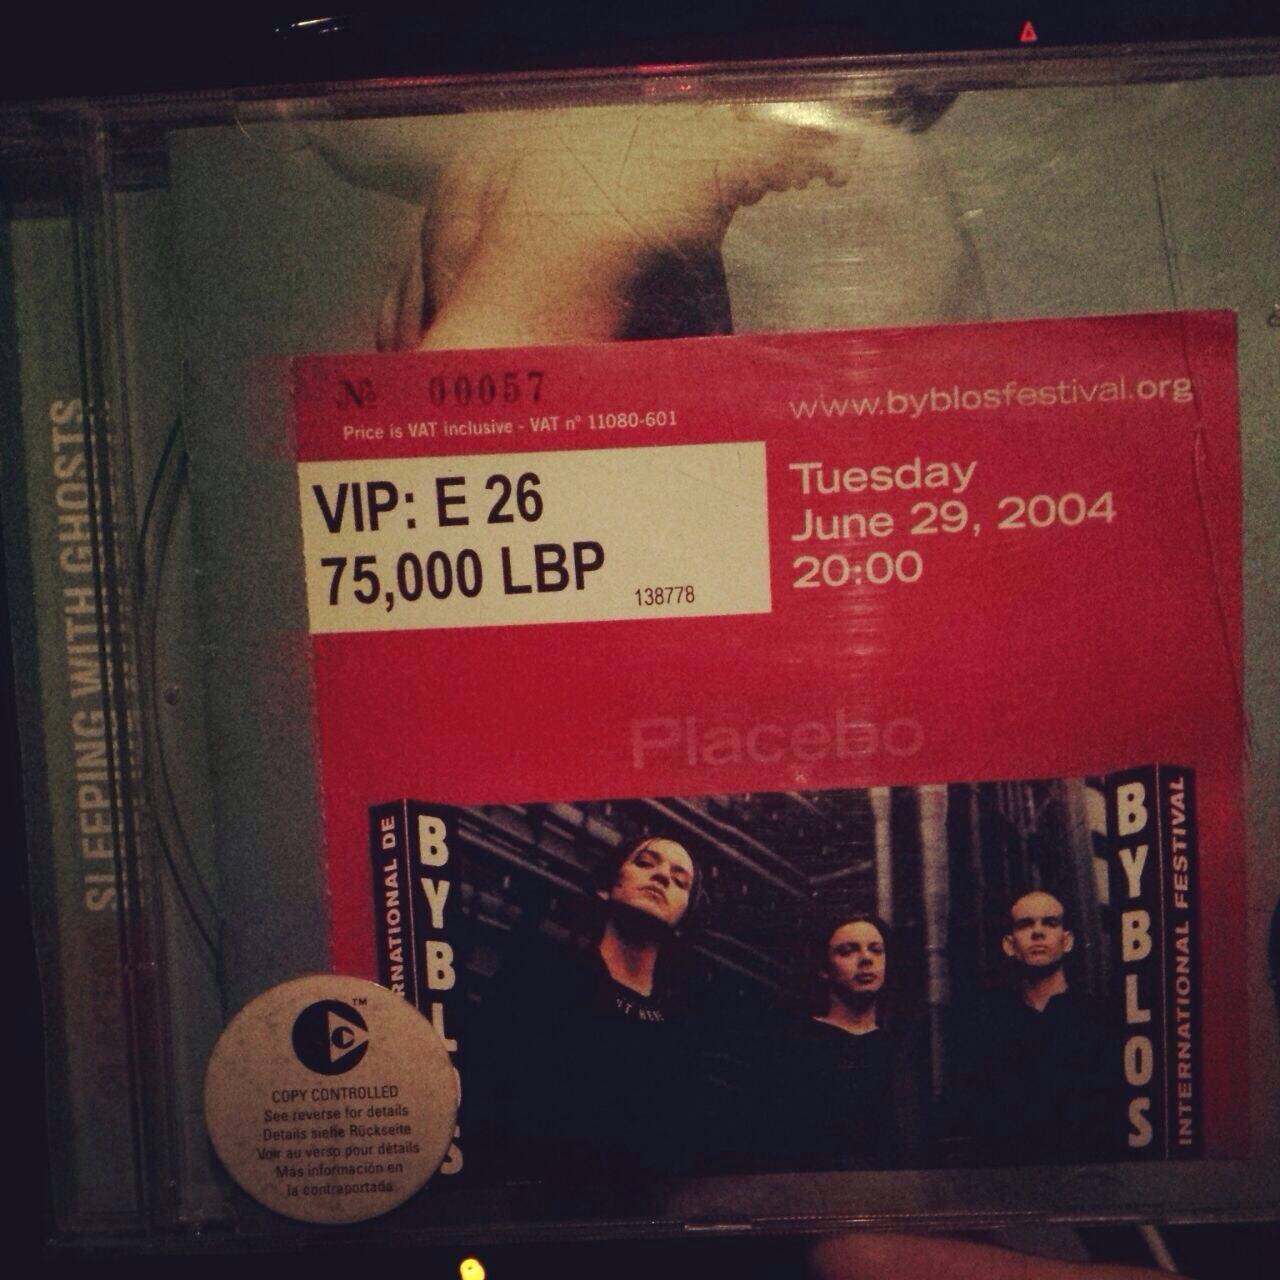 SLEEPING WITH GHOSTS
№ 00057
Price is VAT inclusive - VAT n° 11080-601
www.byblosfestival.org
VIP: E 26
75,000 LBP
138778
Tuesday
June 29, 2004
20:00
Placebo
RNATIONAL DE
BYBLOS
BYBLOS
INTERNATIONAL FESTIVAL
C
TM
COPY CONTROLLED
See reverse for details
Details siehe Rückseite
Voir au verso pour détails
Más información en
la contraportada